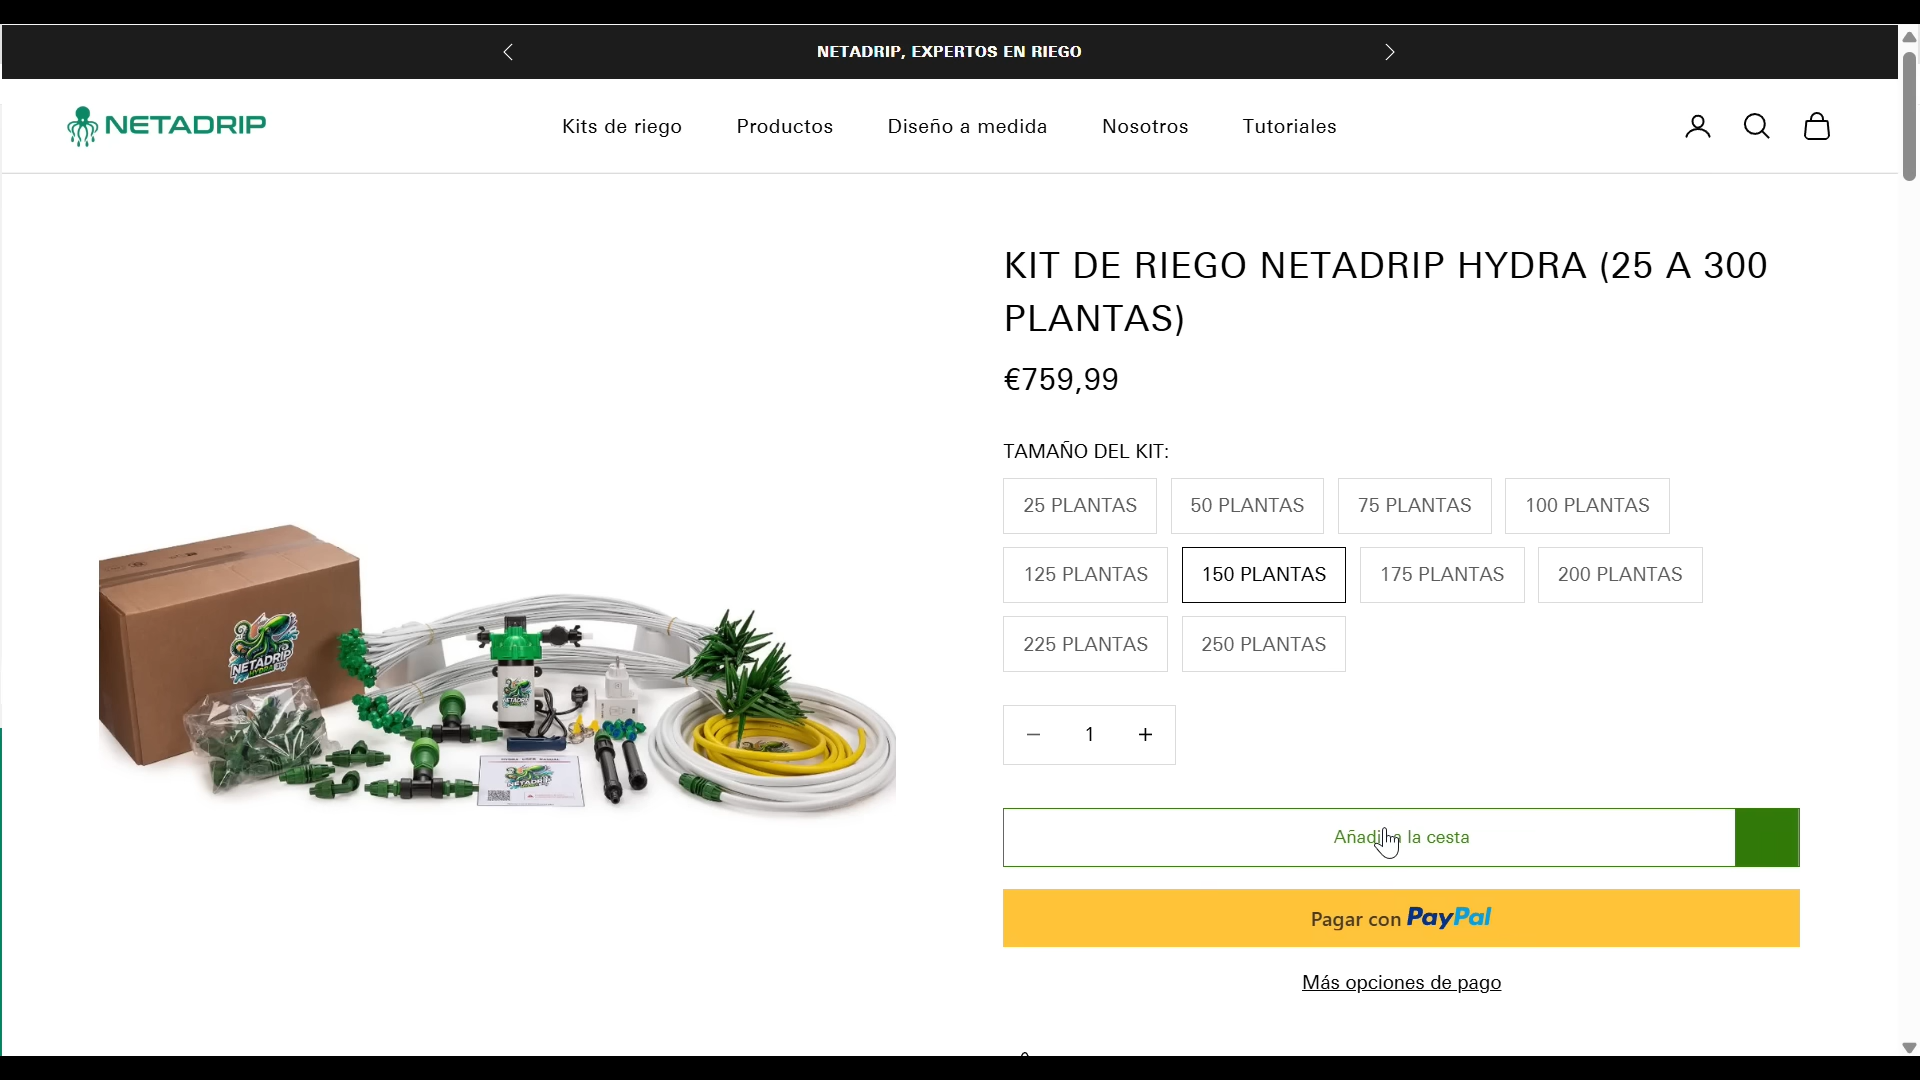 NETADRIP, EXPERTOS EN RIEGO
NETADRIP
Kits de riego
Productos
Diseño a medida
Nosotros
Tutoriales
KIT DE RIEGO NETADRIP HYDRA (25 A 300
PLANTAS)
€759,99
TAMAÑO DEL KIT:
25 PLANTAS
50 PLANTAS
75 PLANTAS
100 PLANTAS
125 PLANTAS
150 PLANTAS
175 PLANTAS
200 PLANTAS
225 PLANTAS
250 PLANTAS
− 1 +
Añadir a la cesta
Pagar con PayPal
Más opciones de pago
NETADRIP